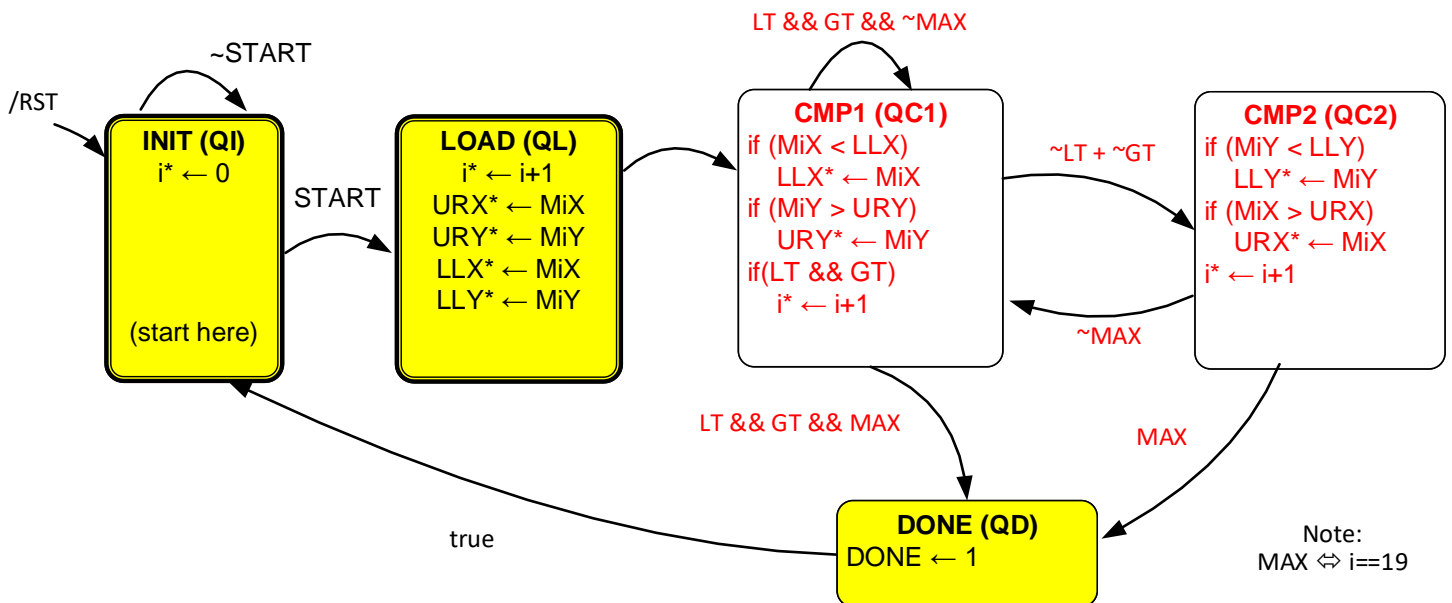 LT && GT && ~MAX
~START
/RST
INIT (QI)
i* ← 0
(start here)
START
LOAD (QL)
i* ← i+1
URX* ← MiX
URY* ← MiY
LLX* ← MiX
LLY* ← MiY
CMP1 (QC1)
if (MiX < LLX)
LLX* ← MiX
if (MiY > URY)
URY* ← MiY
if(LT && GT)
i* ← i+1
~LT + ~GT
~MAX
CMP2 (QC2)
if (MiY < LLY)
LLY* ← MiY
if (MiX > URX)
URX* ← MiX
i* ← i+1
LT && GT && MAX
MAX
true
DONE (QD)
DONE ← 1
Note:
MAX ⇔ i==19